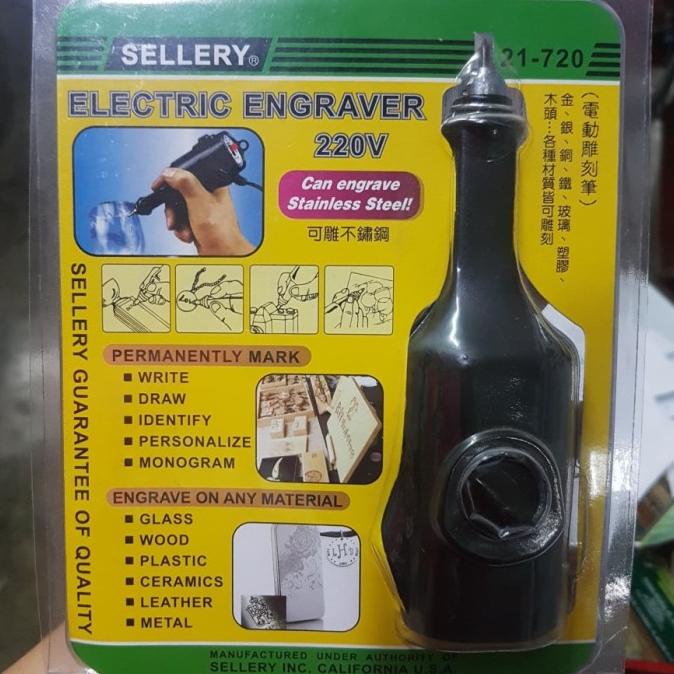 SELLERY®
21-720
ELECTRIC ENGRAVER
220V
(電動雕刻筆)
金、銀、銅、鐵、玻璃、塑膠、
木頭…各種材質皆可雕刻
Can engrave
Stainless Steel!
可雕不鏽鋼
SELLERY GUARANTEE OF QUALITY
PERMANENTLY MARK
■ WRITE
■ DRAW
■ IDENTIFY
■ PERSONALIZE
■ MONOGRAM
ENGRAVE ON ANY MATERIAL
■ GLASS
■ WOOD
■ PLASTIC
■ CERAMICS
■ LEATHER
■ METAL
MANUFACTURED UNDER AUTHORITY OF
SELLERY INC. CALIFORNIA U.S.A.